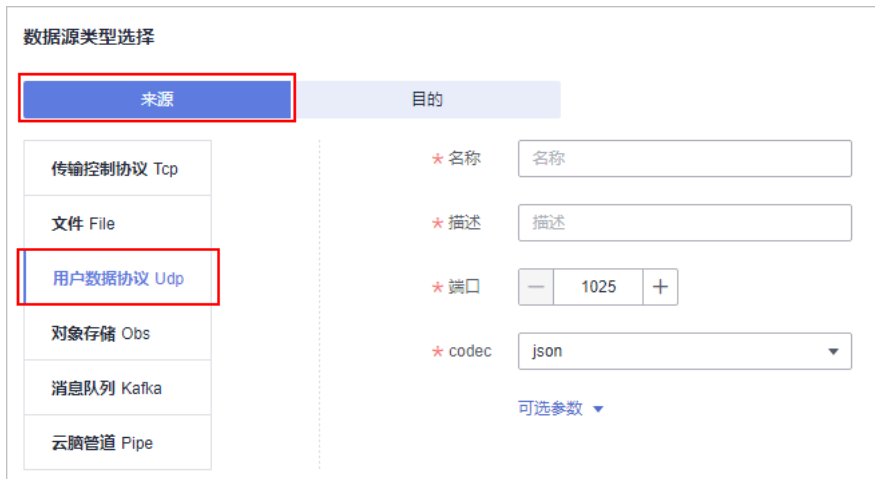 数据源类型选择
来源
目的
传输控制协议 Tcp
文件 File
用户数据协议 Udp
对象存储 Obs
消息队列 Kafka
云脑管道 Pipe
* 名称 名称
* 描述 描述
* 端口 — 1025 +
* codec json
可选参数